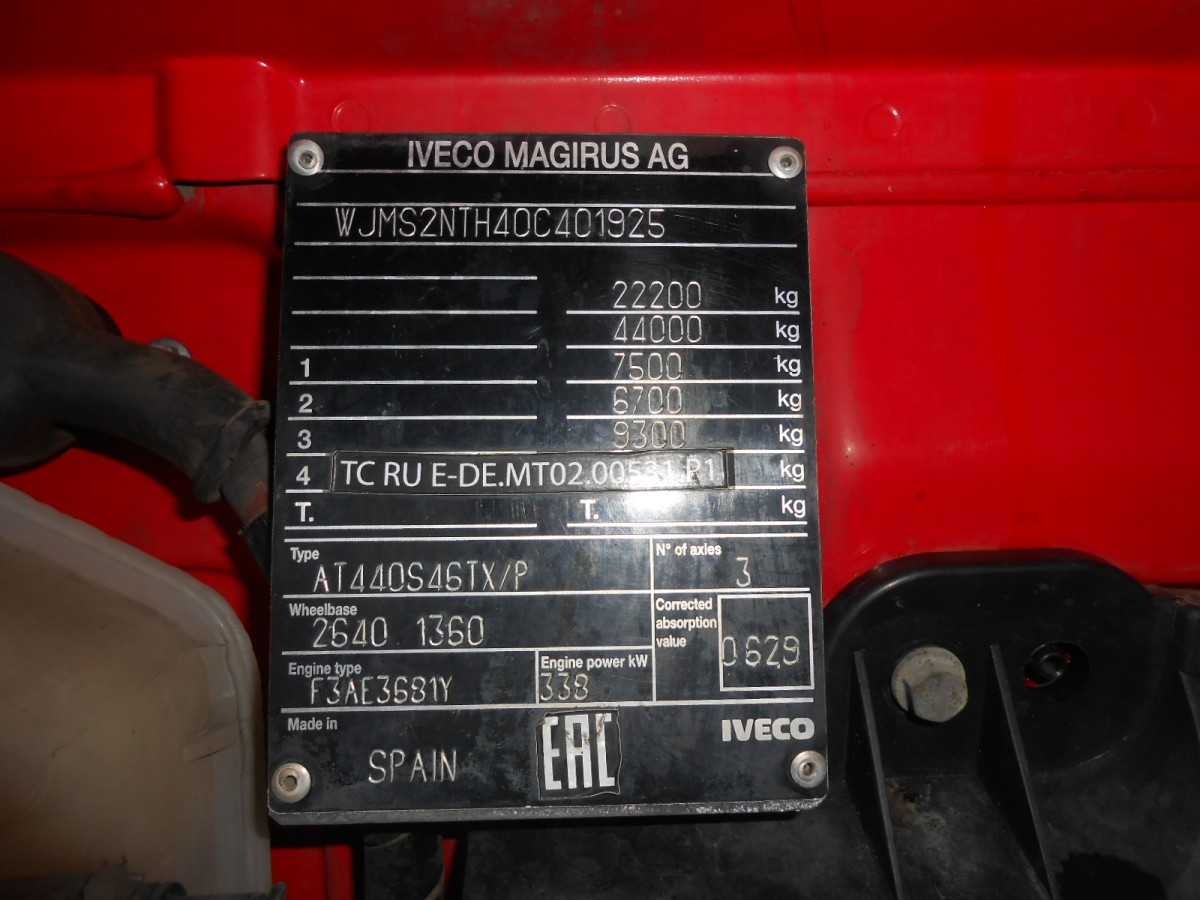 IVECO MAGIRUS AG
WJMS2NTH40C401925
22200 kg
44000 kg
1 7500 kg
2 6700 kg
3 9300 kg
4 TC RU E-DE.MT02.00531.P1 kg
T. T. kg
Type AT440S46TX/P
N° of axles 3
Wheelbase 2640 1360
Corrected absorption value 0629
Engine type F3AE3681Y
Engine power kW 338
Made in SPAIN
EAC
IVECO